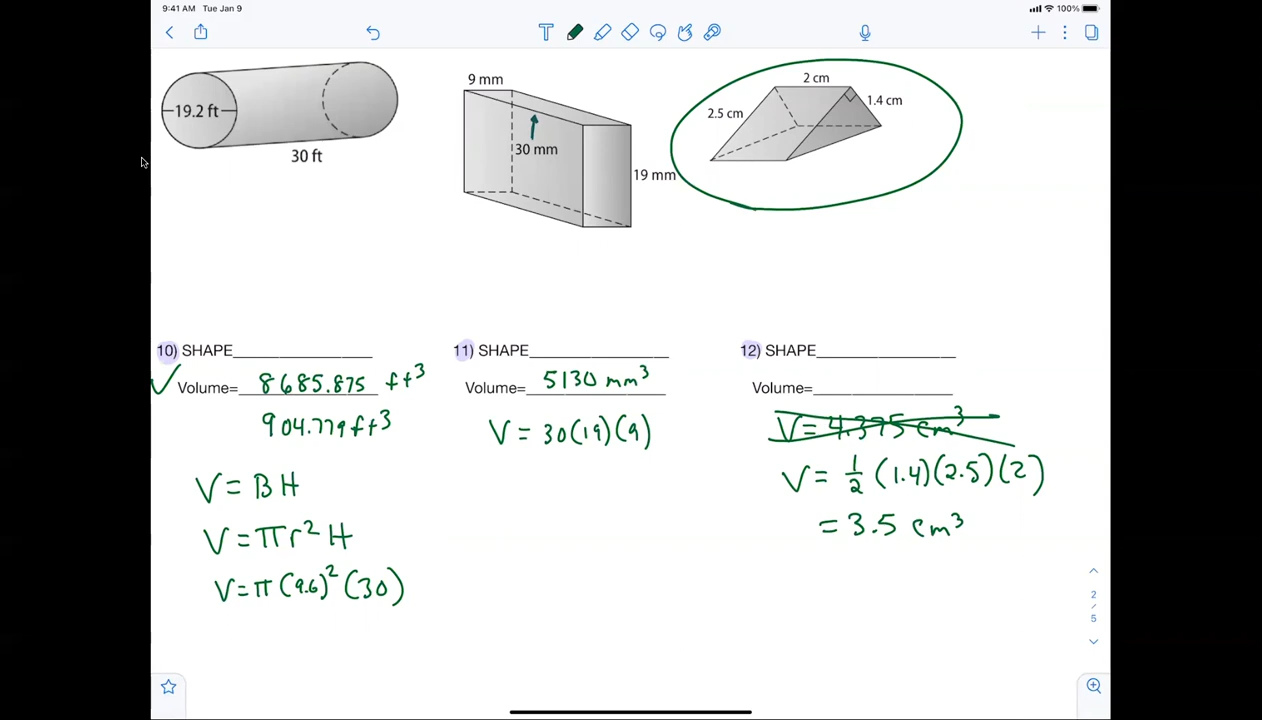 9:41 AM Tue Jan 9
100%
9 mm
2 cm
19.2 ft
2.5 cm
1.4 cm
30 mm
30 ft
19 mm
10) SHAPE
11) SHAPE
12) SHAPE
Volume= 8685.875 ft³
Volume= 5130 mm³
Volume=
904.779 ft³
V = 30(19)(9)
V = 4.375 cm³
V = BH
V = ½ (1.4)(2.5)(2)
V = πr² H
= 3.5 cm³
V = π (9.6)² (30)
2
/
5